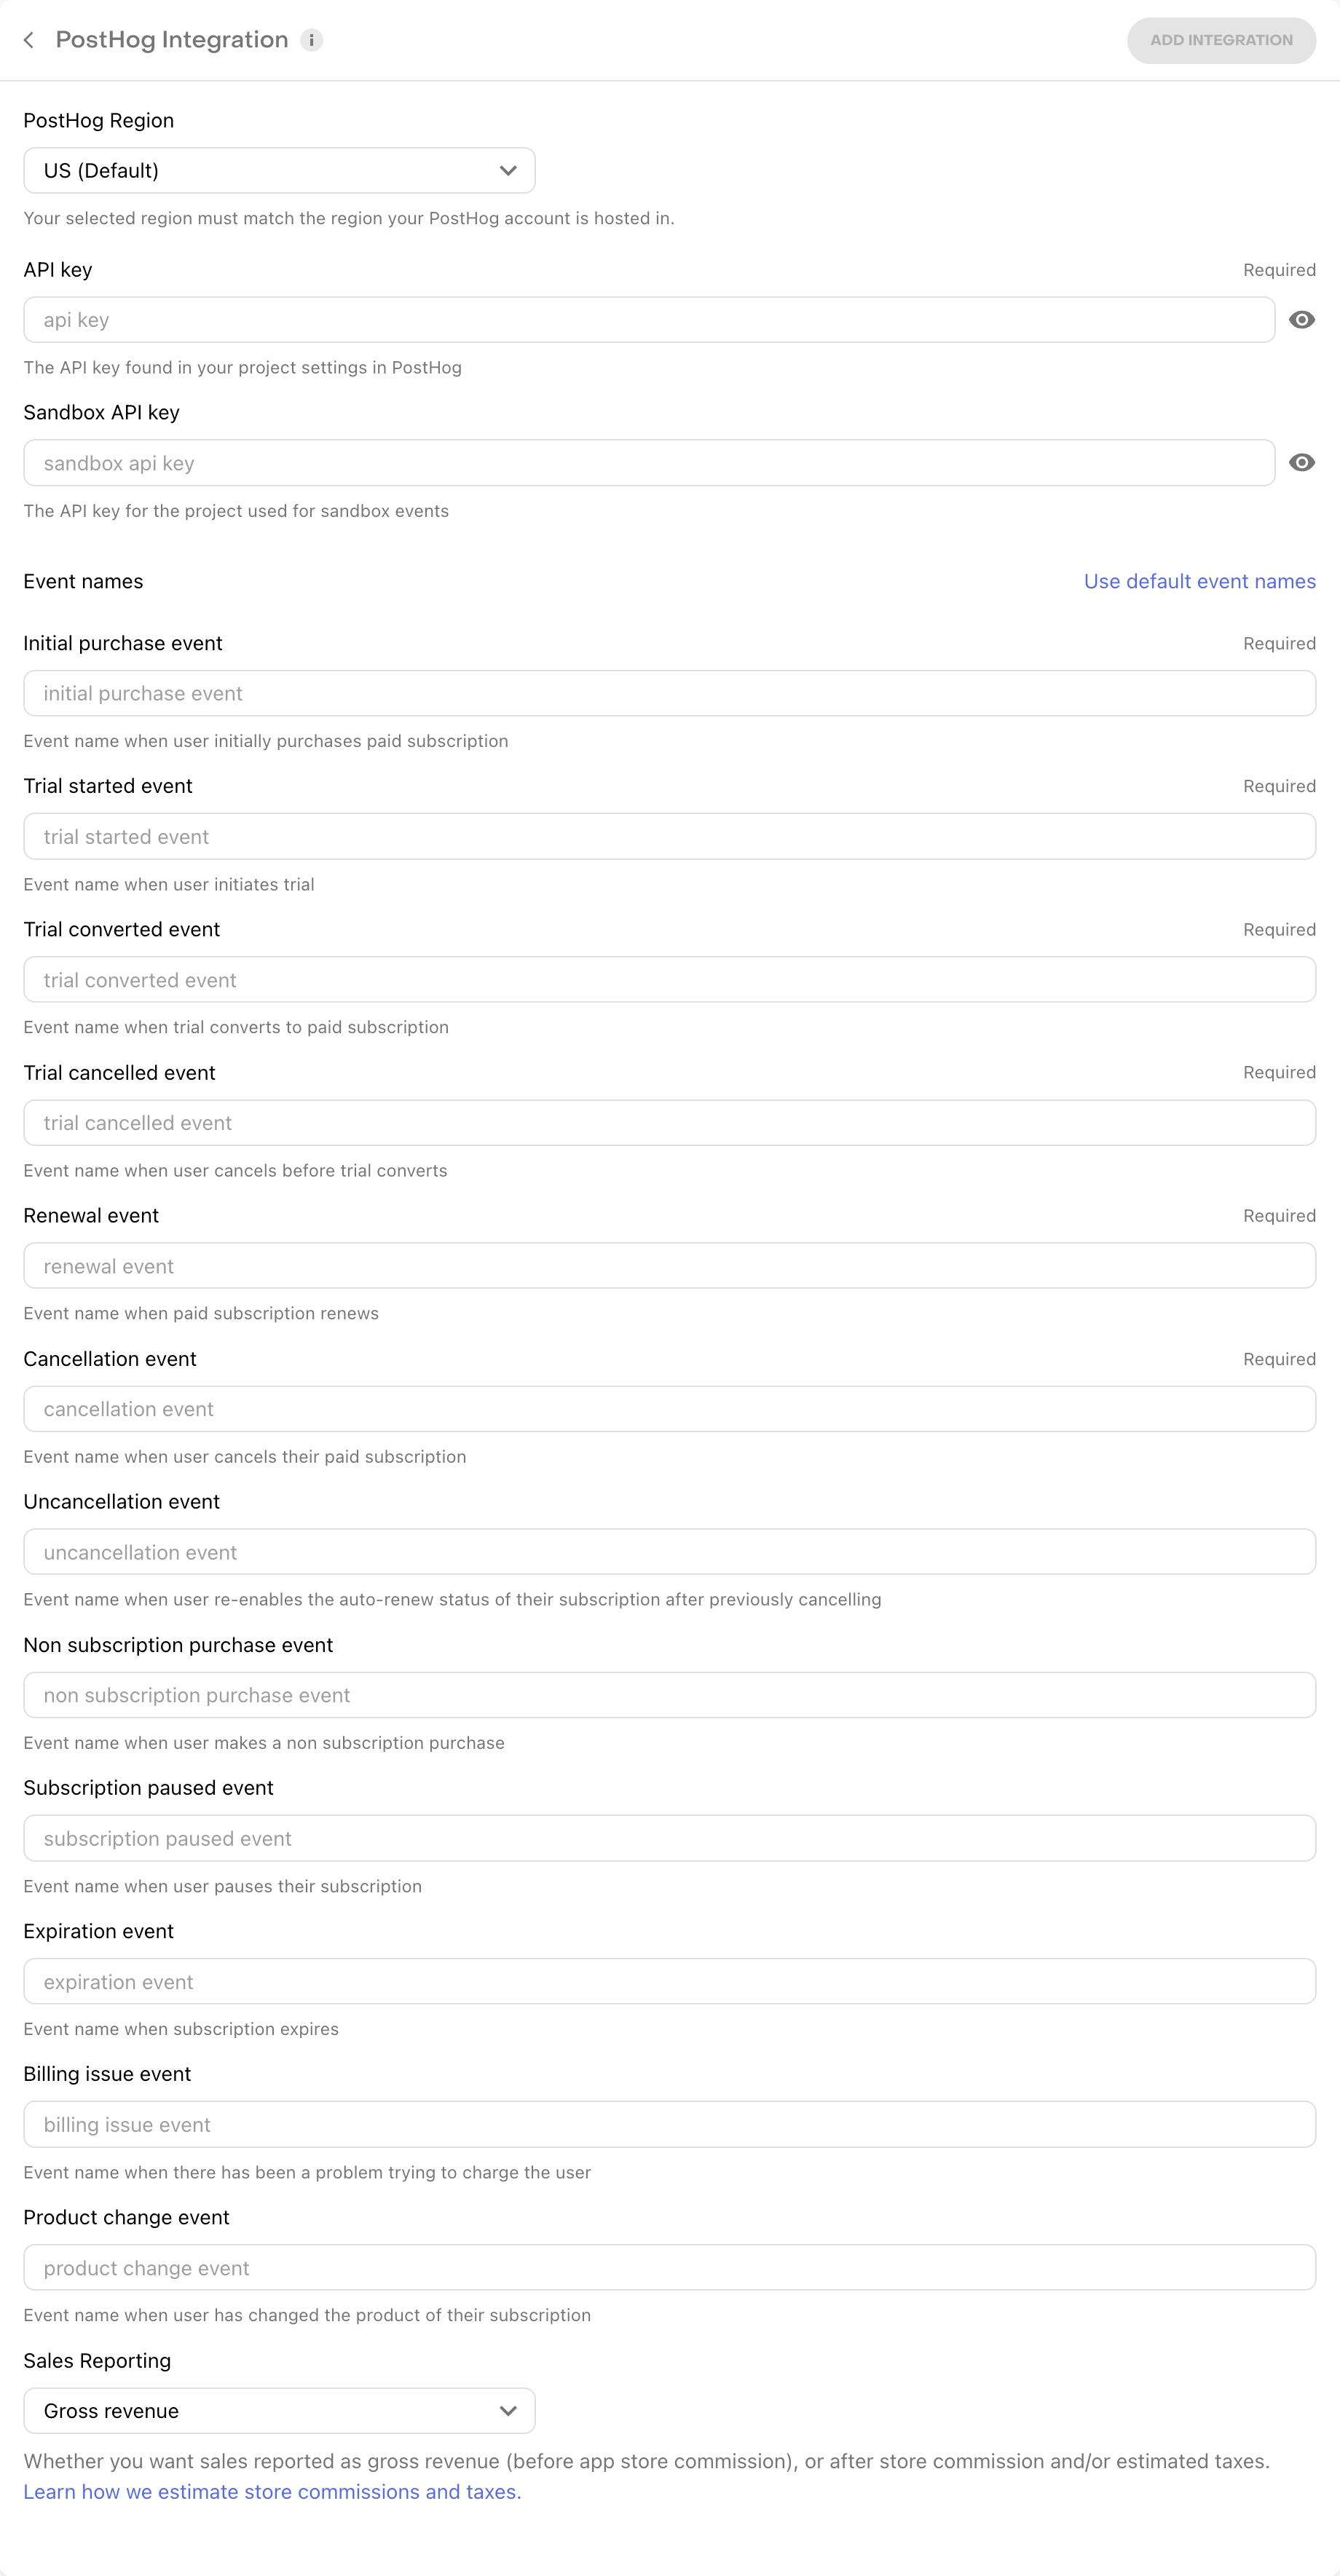 PostHog Integration
ADD INTEGRATION
PostHog Region
US (Default)
Your selected region must match the region your PostHog account is hosted in.
API key Required
api key
The API key found in your project settings in PostHog
Sandbox API key
sandbox api key
The API key for the project used for sandbox events
Event names Use default event names
Initial purchase event Required
initial purchase event
Event name when user initially purchases paid subscription
Trial started event Required
trial started event
Event name when user initiates trial
Trial converted event Required
trial converted event
Event name when trial converts to paid subscription
Trial cancelled event Required
trial cancelled event
Event name when user cancels before trial converts
Renewal event Required
renewal event
Event name when paid subscription renews
Cancellation event Required
cancellation event
Event name when user cancels their paid subscription
Uncancellation event
uncancellation event
Event name when user re-enables the auto-renew status of their subscription after previously cancelling
Non subscription purchase event
non subscription purchase event
Event name when user makes a non subscription purchase
Subscription paused event
subscription paused event
Event name when user pauses their subscription
Expiration event
expiration event
Event name when subscription expires
Billing issue event
billing issue event
Event name when there has been a problem trying to charge the user
Product change event
product change event
Event name when user has changed the product of their subscription
Sales Reporting
Gross revenue
Whether you want sales reported as gross revenue (before app store commission), or after store commission and/or estimated taxes.
Learn how we estimate store commissions and taxes.